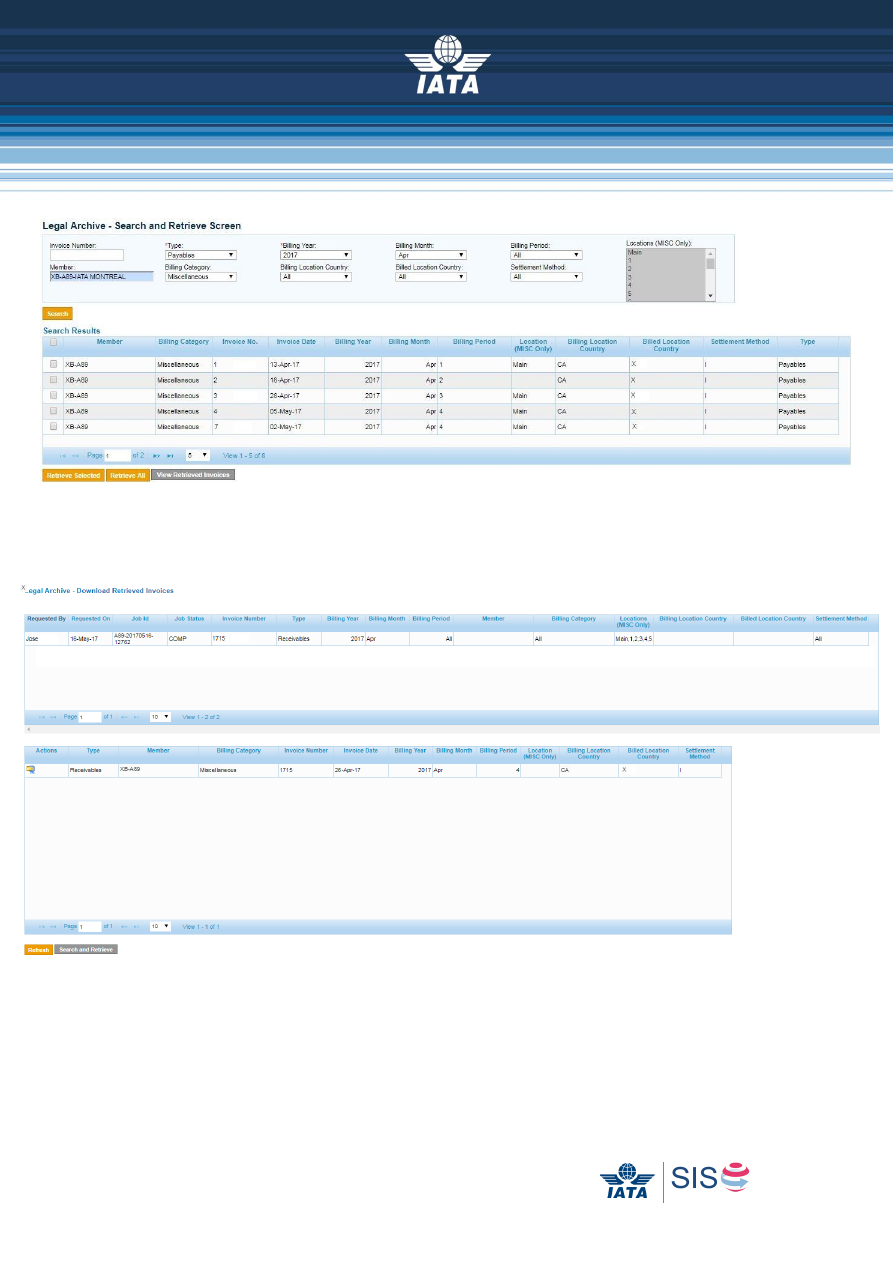 IATA
Legal Archive - Search and Retrieve Screen
Invoice Number: *Type: *Billing Year: Billing Month: Billing Period: Locations (MISC Only):
Payables 2017 Apr All Main
1
Member: Billing Category: Billing Location Country: Billed Location Country: Settlement Method: 2
XB-A89-IATA MONTREAL Miscellaneous All All All 3
4
5
Search
Search Results
Member Billing Category Invoice No. Invoice Date Billing Year Billing Month Billing Period Location (MISC Only) Billing Location Country Billed Location Country Settlement Method Type
XB-A89 Miscellaneous 1 13-Apr-17 2017 Apr 1 Main CA X I Payables
XB-A89 Miscellaneous 2 18-Apr-17 2017 Apr 2 CA X I Payables
XB-A89 Miscellaneous 3 26-Apr-17 2017 Apr 3 Main CA X I Payables
XB-A89 Miscellaneous 4 05-May-17 2017 Apr 4 Main CA X I Payables
XB-A89 Miscellaneous 7 02-May-17 2017 Apr 4 Main CA X I Payables
Page 1 of 2 5 View 1 - 5 of 6
Retrieve Selected Retrieve All View Retrieved Invoices
X
Legal Archive - Download Retrieved Invoices
Requested By Requested On Job Id Job Status Invoice Number Type Billing Year Billing Month Billing Period Member Billing Category Locations (MISC Only) Billing Location Country Billed Location Country Settlement Method
Jose 16-May-17 A89-20170516-12762 COMP 1715 Receivables 2017 Apr All All Main,1,2,3,4,5 All
Page 1 of 1 10 View 1 - 2 of 2
Actions Type Member Billing Category Invoice Number Invoice Date Billing Year Billing Month Billing Period Location (MISC Only) Billing Location Country Billed Location Country Settlement Method
Receivables XB-A89 Miscellaneous 1715 26-Apr-17 2017 Apr 4 CA X I
Page 1 of 1 10 View 1 - 1 of 1
Refresh Search and Retrieve
IATA SIS